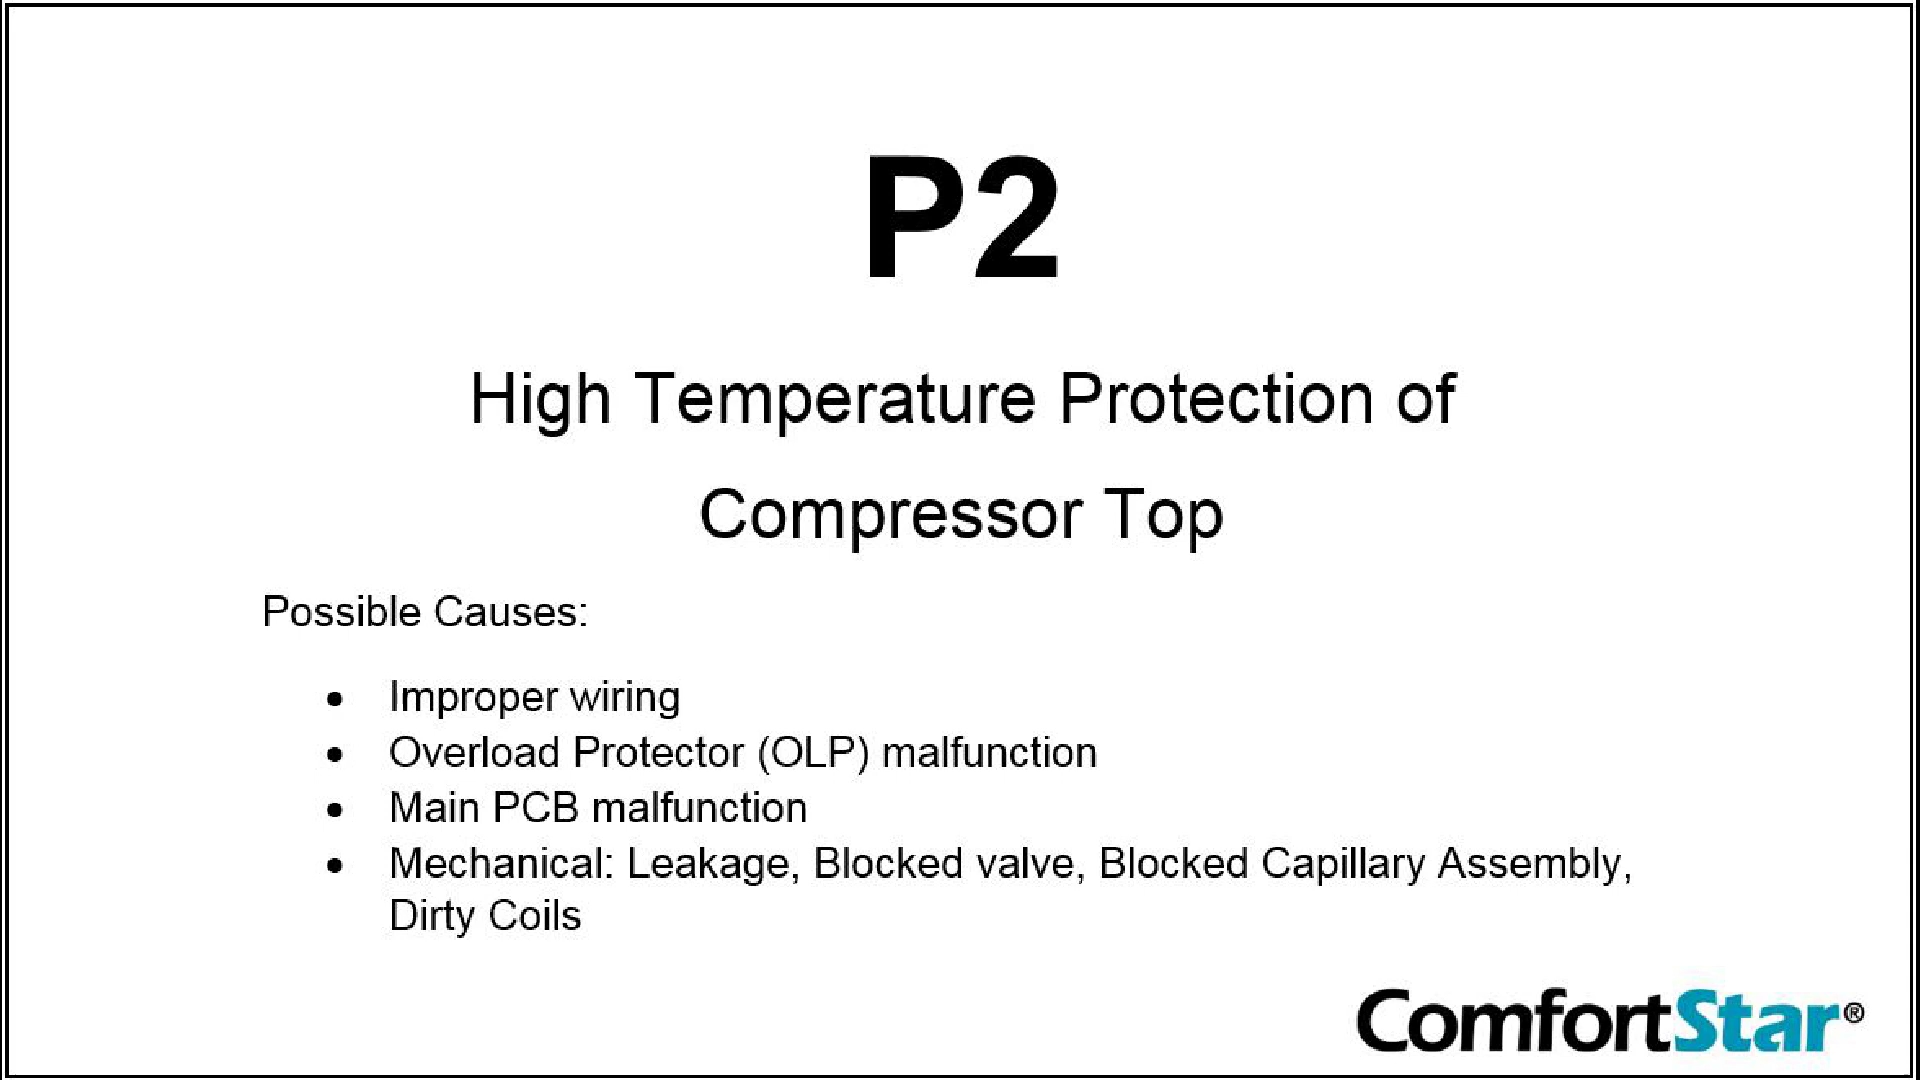 P2
High Temperature Protection of
Compressor Top
Possible Causes:
• Improper wiring
• Overload Protector (OLP) malfunction
• Main PCB malfunction
• Mechanical: Leakage, Blocked valve, Blocked Capillary Assembly,
Dirty Coils
ComfortStar®